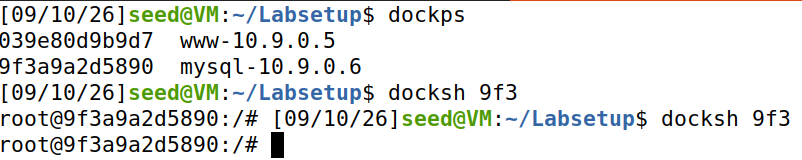 [09/10/26]seed@VM:~/Labsetup$ dockps
039e80d9b9d7  www-10.9.0.5
9f3a9a2d5890  mysql-10.9.0.6
[09/10/26]seed@VM:~/Labsetup$ docksh 9f3
root@9f3a9a2d5890:/# [09/10/26]seed@VM:~/Labsetup$ docksh 9f3
root@9f3a9a2d5890:/#